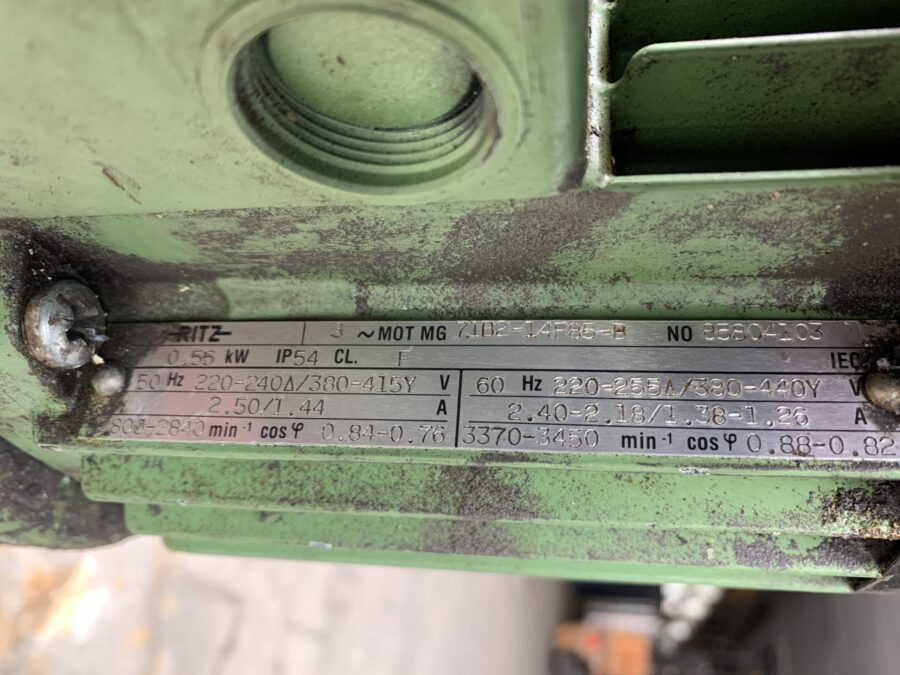 RITZ 3 ~MOT MG 71B2-14F85-B NO 85804103
0.55 kW IP54 CL. F IEC
50 Hz 220-240Δ/380-415Y V 60 Hz 220-255Δ/380-440Y V
2.50/1.44 A 2.40-2.18/1.38-1.26 A
800-2840 min⁻¹ cos φ 0.84-0.76 3370-3450 min⁻¹ cos φ 0.88-0.82